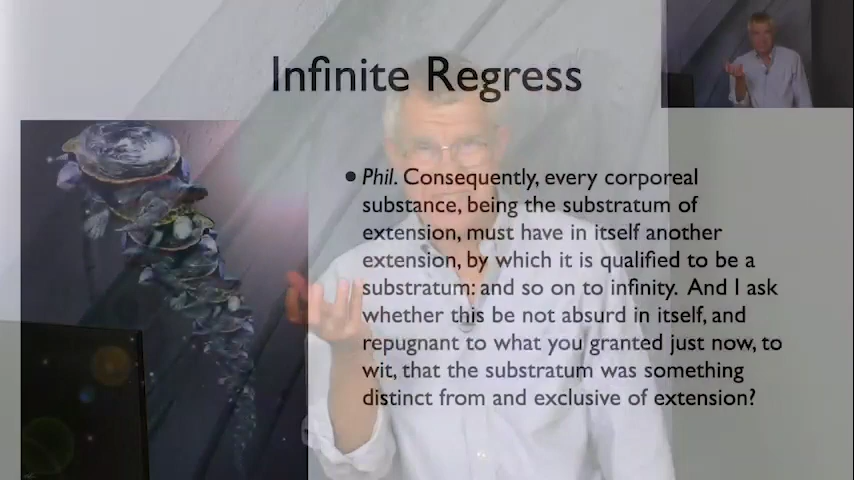 Infinite Regress
• Phil. Consequently, every corporeal
substance, being the substratum of
extension, must have in itself another
extension, by which it is qualified to be a
substratum: and so on to infinity.  And I ask
whether this be not absurd in itself, and
repugnant to what you granted just now, to
wit, that the substratum was something
distinct from and exclusive of extension?